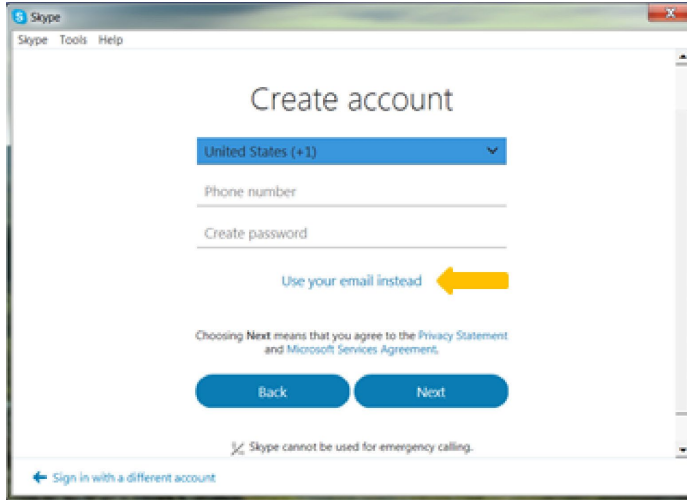 Skype
Skype Tools Help
Create account
United States (+1)
Phone number
Create password
Use your email instead
Choosing Next means that you agree to the Privacy Statement
and Microsoft Services Agreement.
Back Next
Skype cannot be used for emergency calling.
Sign in with a different account